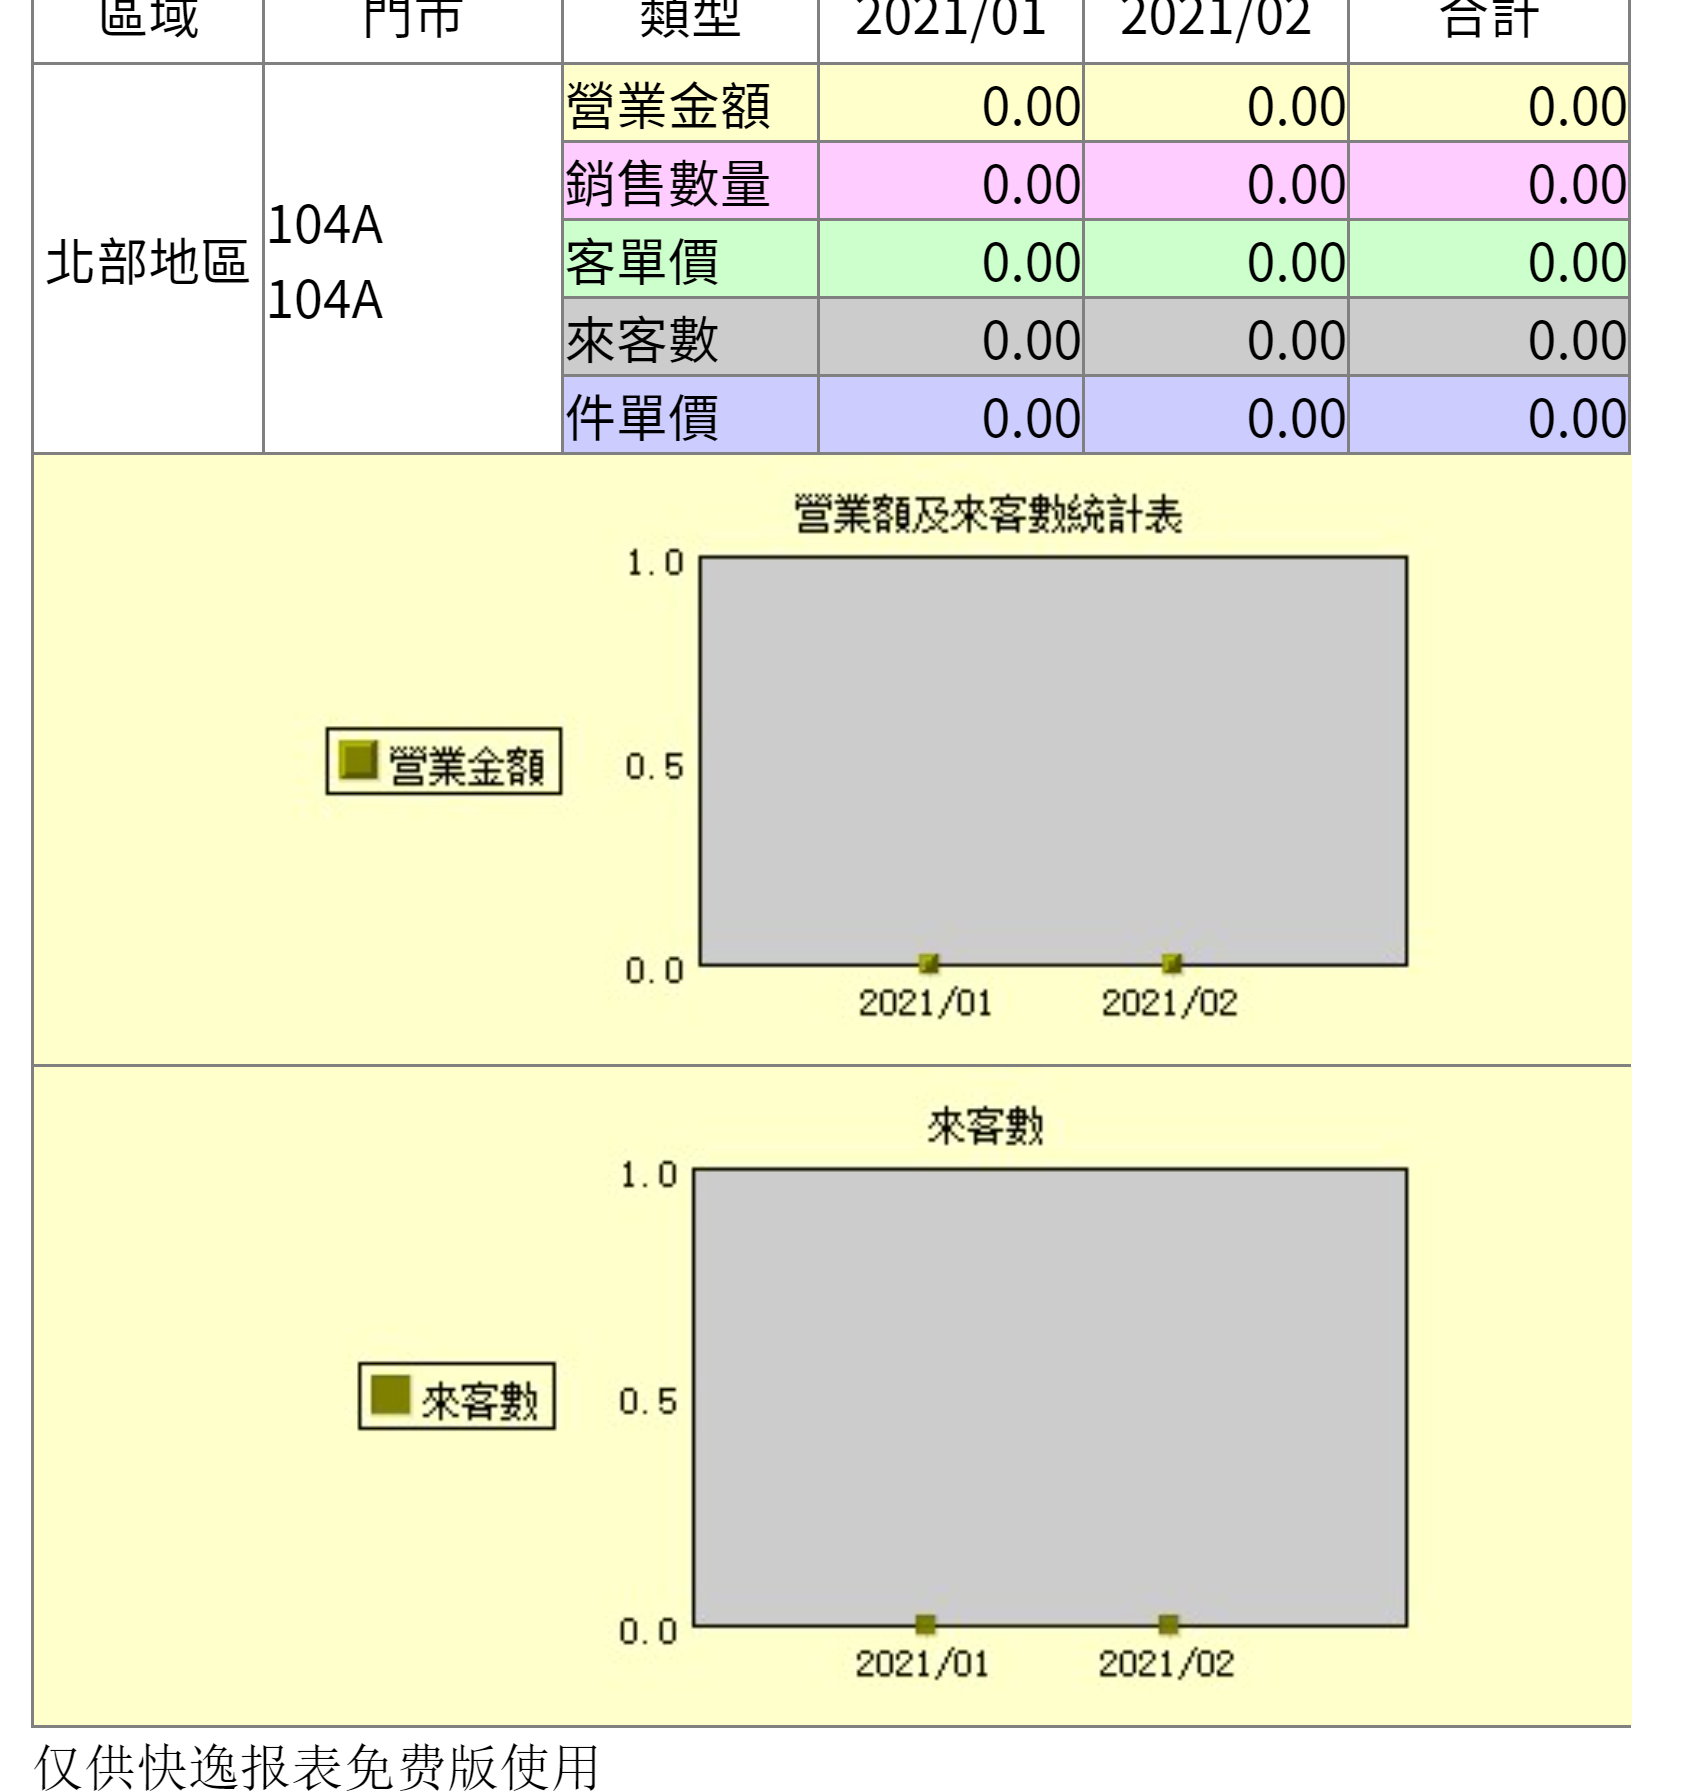 區域 門市 類型 2021/01 2021/02 合計
營業金額 0.00 0.00 0.00
銷售數量 0.00 0.00 0.00
北部地區 104A 104A 客單價 0.00 0.00 0.00
來客數 0.00 0.00 0.00
件單價 0.00 0.00 0.00
營業額及來客數統計表
1.0
營業金額 0.5
0.0
2021/01 2021/02
來客數
1.0
來客數 0.5
0.0
2021/01 2021/02
仅供快逸报表免费版使用